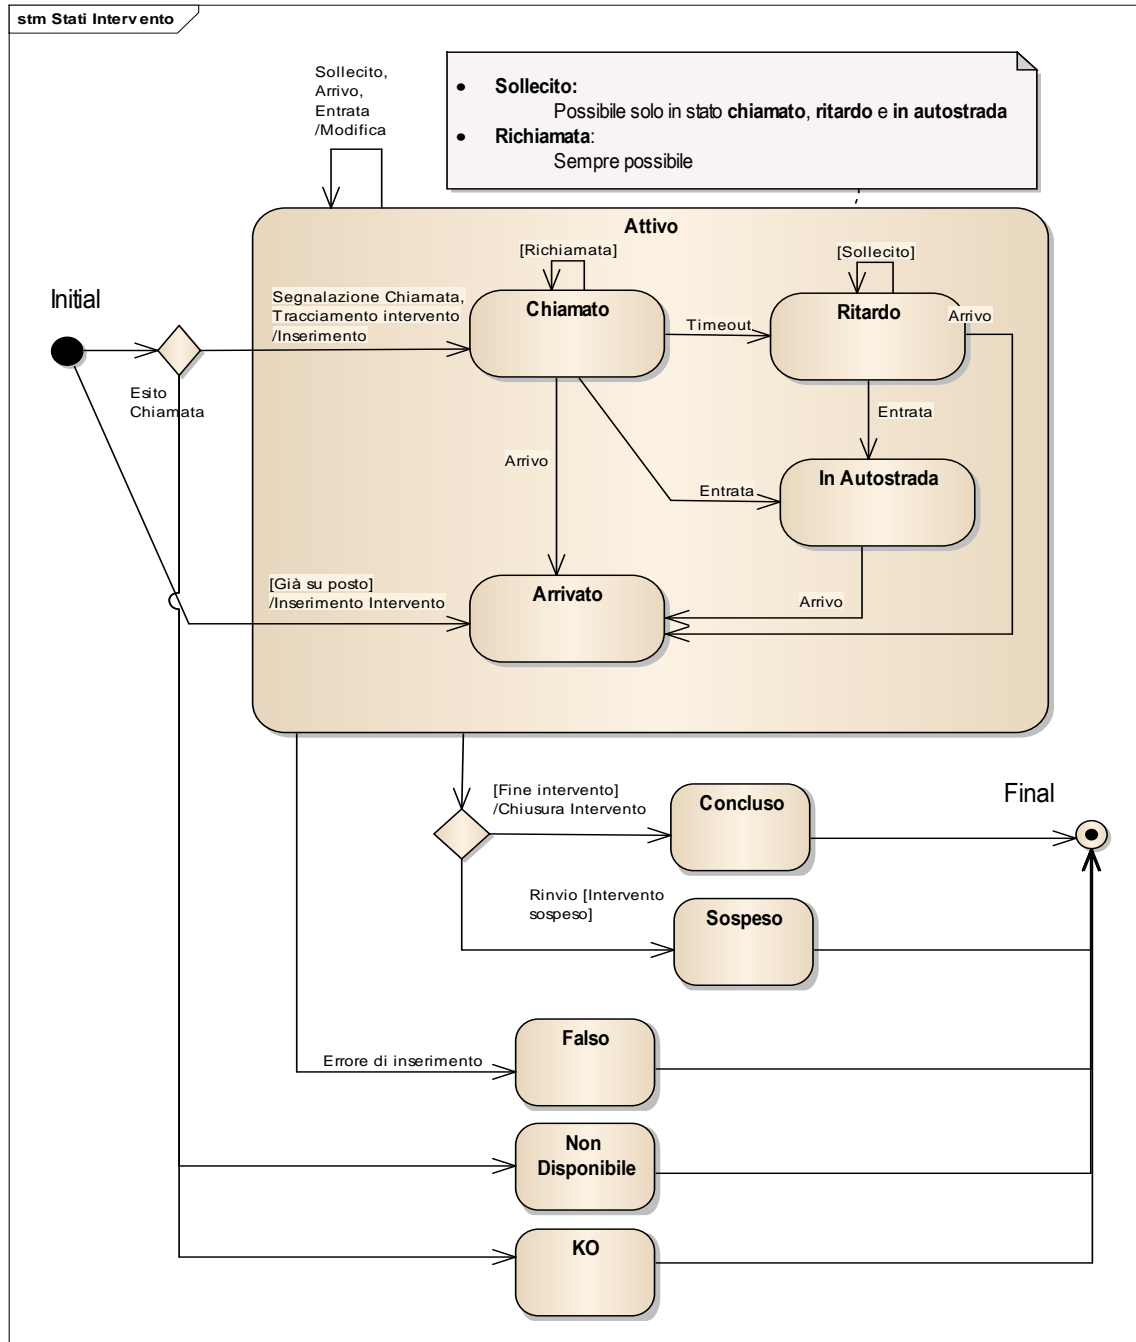 stm Stati Intervento
Sollecito,
Arrivo,
Entrata
/Modifica
• Sollecito:
Possibile solo in stato chiamato, ritardo e in autostrada
• Richiamata:
Sempre possibile
Attivo
[Richiamata]
[Sollecito]
Initial
Segnalazione Chiamata,
Tracciamento intervento
/Inserimento
Chiamato
Timeout
Ritardo
Arrivo
Esito
Chiamata
Entrata
Arrivo
In Autostrada
Entrata
[Già su posto]
/Inserimento Intervento
Arrivato
Arrivo
[Fine intervento]
/Chiusura Intervento
Concluso
Final
Rinvio [Intervento
sospeso]
Sospeso
Falso
Errore di inserimento
Non
Disponibile
KO